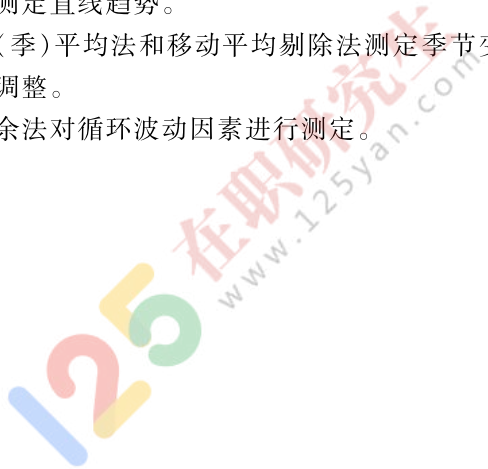 测定直线趋势。
(季)平均法和移动平均剔除法测定季节变
调整。
余法对循环波动因素进行测定。
在职研究生
www.125yan.com
125